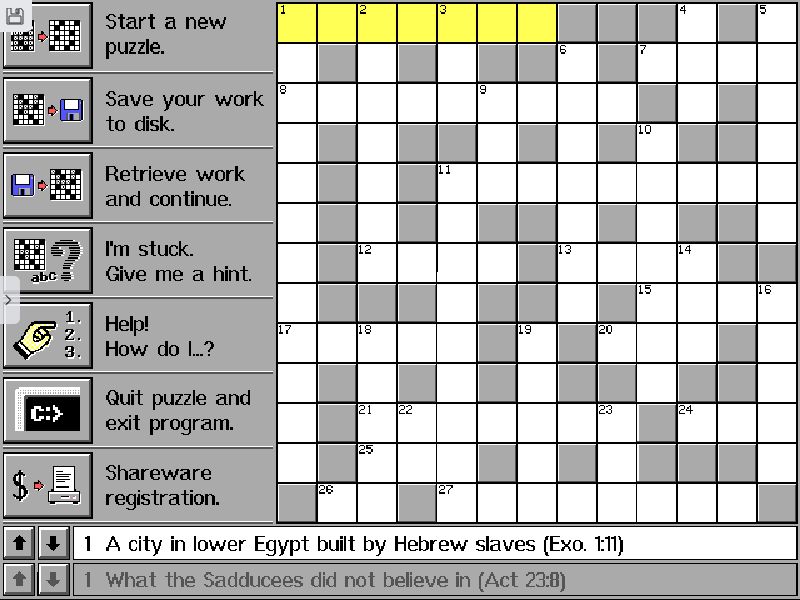 Start a new
puzzle.
Save your work
to disk.
Retrieve work
and continue.
I'm stuck.
Give me a hint.
abc ?
Help!
How do I...?
1.
2.
3.
Quit puzzle and
exit program.
C:>
Shareware
registration.
$
1 2 3 4 5
6 7
8 9
10
11
12 13 14
15 16
17 18 19 20
21 22 23 24
25
26 27
1 A city in lower Egypt built by Hebrew slaves (Exo. 1:11)
1 What the Sadducees did not believe in (Act 23:8)